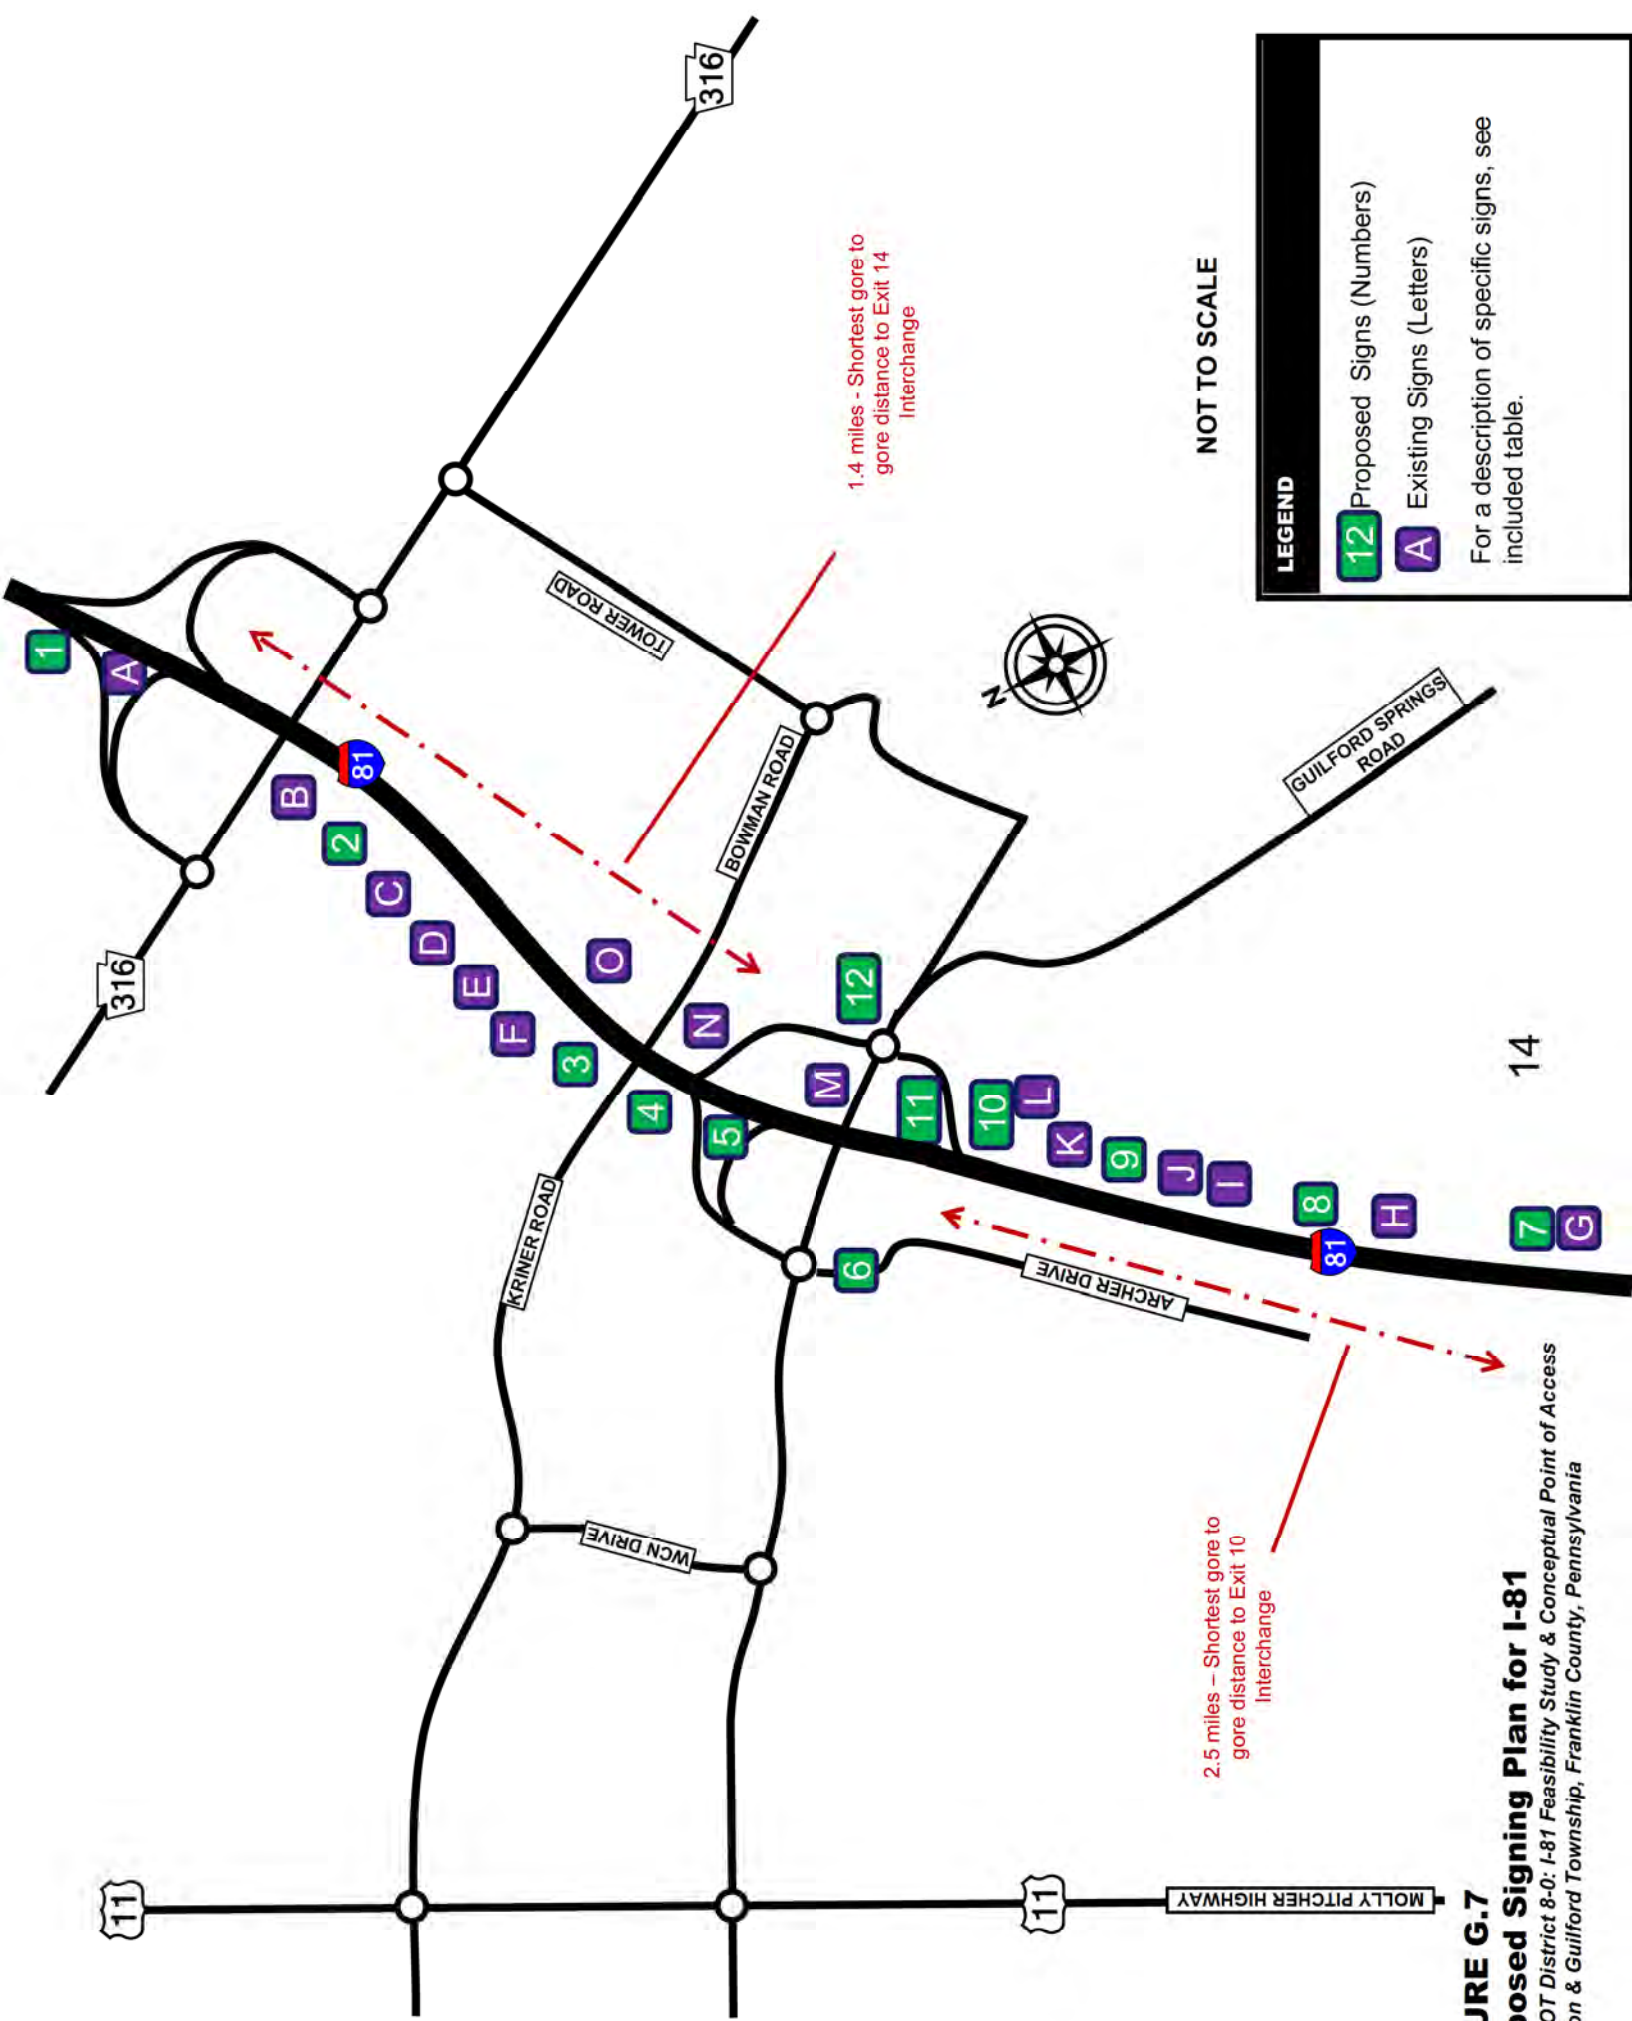 316
316
1
A
81
B
2
C
D
E
F
3
O
4
N
5
M
12
11
6
10
L
K
9
J
I
8
H
81
7
G
TOWER ROAD
BOWMAN ROAD
KRINER ROAD
WCN DRIVE
ARCHER DRIVE
GUILFORD SPRINGS
ROAD
11
11
MOLLY PITCHER HIGHWAY
1.4 miles - Shortest gore to
gore distance to Exit 14
Interchange
2.5 miles – Shortest gore to
gore distance to Exit 10
Interchange
N
NOT TO SCALE
LEGEND
12 Proposed Signs (Numbers)
A Existing Signs (Letters)
For a description of specific signs, see
included table.
14
URE G.7
posed Signing Plan for I-81
OT District 8-0: I-81 Feasibility Study & Conceptual Point of Access
on & Guilford Township, Franklin County, Pennsylvania